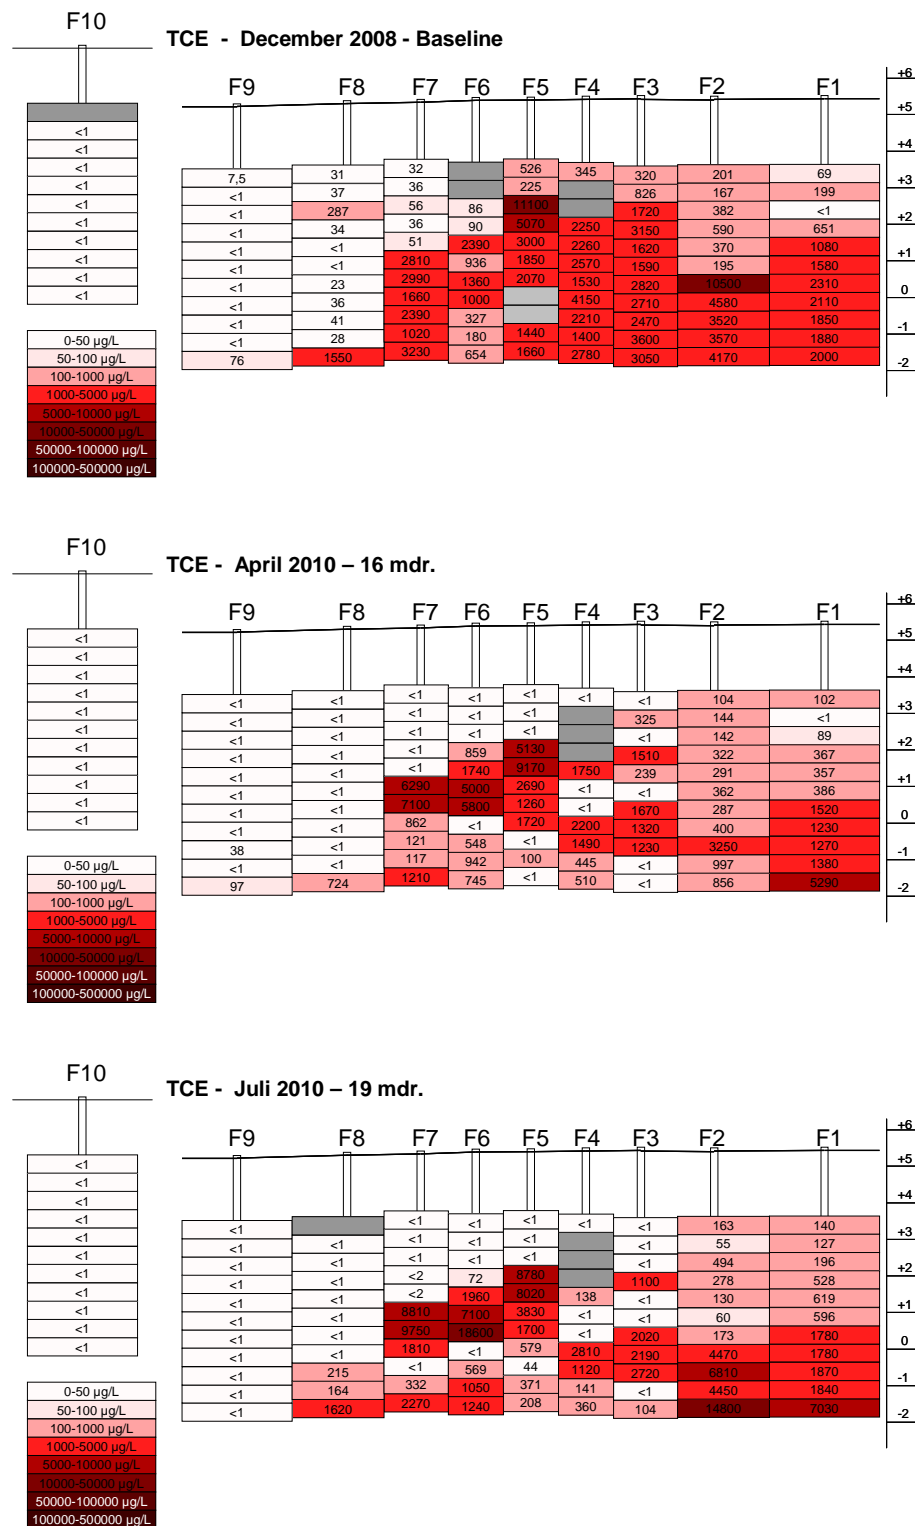 F10
TCE - December 2008 - Baseline
F9 F8 F7 F6 F5 F4 F3 F2 F1
+6
+5
+4
+3
+2
+1
0
-1
-2
<1
<1
<1
<1
<1
<1
<1
<1
<1
<1
7,5 31 32 526 345 320 201 69
<1 37 36 225 826 167 199
<1 287 56 86 11100 1720 382 <1
<1 34 36 90 5070 2250 3150 590 651
<1 <1 51 2390 3000 2260 1620 370 1080
<1 <1 2810 936 1850 2570 1590 195 1580
<1 23 2990 1360 2070 1530 2820 10500 2310
<1 36 1660 1000 4150 2710 4580 2110
<1 41 2390 327 2210 2470 3520 1850
<1 28 1020 180 1440 1400 3600 3570 1880
76 1550 3230 654 1660 2780 3050 4170 2000
0-50 µg/L
50-100 µg/L
100-1000 µg/L
1000-5000 µg/L
5000-10000 µg/L
10000-50000 µg/L
50000-100000 µg/L
100000-500000 µg/L
F10
TCE - April 2010 – 16 mdr.
F9 F8 F7 F6 F5 F4 F3 F2 F1
+6
+5
+4
+3
+2
+1
0
-1
-2
<1
<1
<1
<1
<1
<1
<1
<1
<1
<1
<1
<1 <1 <1 <1 <1 <1 <1 104 102
<1 <1 <1 <1 <1 325 144 <1
<1 <1 <1 <1 <1 <1 142 89
<1 <1 <1 859 5130 1510 322 367
<1 <1 <1 1740 9170 1750 239 291 357
<1 <1 6290 5000 2690 <1 <1 362 386
<1 <1 7100 5800 1260 <1 1670 287 1520
<1 <1 862 <1 1720 2200 1320 400 1230
38 <1 121 548 <1 1490 1230 3250 1270
<1 <1 117 942 100 445 <1 997 1380
97 724 1210 745 <1 510 <1 856 5290
0-50 µg/L
50-100 µg/L
100-1000 µg/L
1000-5000 µg/L
5000-10000 µg/L
10000-50000 µg/L
50000-100000 µg/L
100000-500000 µg/L
F10
TCE - Juli 2010 – 19 mdr.
F9 F8 F7 F6 F5 F4 F3 F2 F1
+6
+5
+4
+3
+2
+1
0
-1
-2
<1
<1
<1
<1
<1
<1
<1
<1
<1
<1
<1
<1 <1 <1 <1 <1 <1 163 140
<1 <1 <1 <1 <1 <1 55 127
<1 <1 <1 <1 <1 <1 494 196
<1 <1 <2 72 8780 1100 278 528
<1 <1 <2 1960 8020 138 <1 130 619
<1 <1 8810 7100 3830 <1 <1 60 596
<1 <1 9750 18600 1700 <1 2020 173 1780
<1 <1 1810 <1 579 2810 2190 4470 1780
<1 215 <1 569 44 1120 2720 6810 1870
<1 164 332 1050 371 141 <1 4450 1840
<1 1620 2270 1240 208 360 104 14800 7030
0-50 µg/L
50-100 µg/L
100-1000 µg/L
1000-5000 µg/L
5000-10000 µg/L
10000-50000 µg/L
50000-100000 µg/L
100000-500000 µg/L